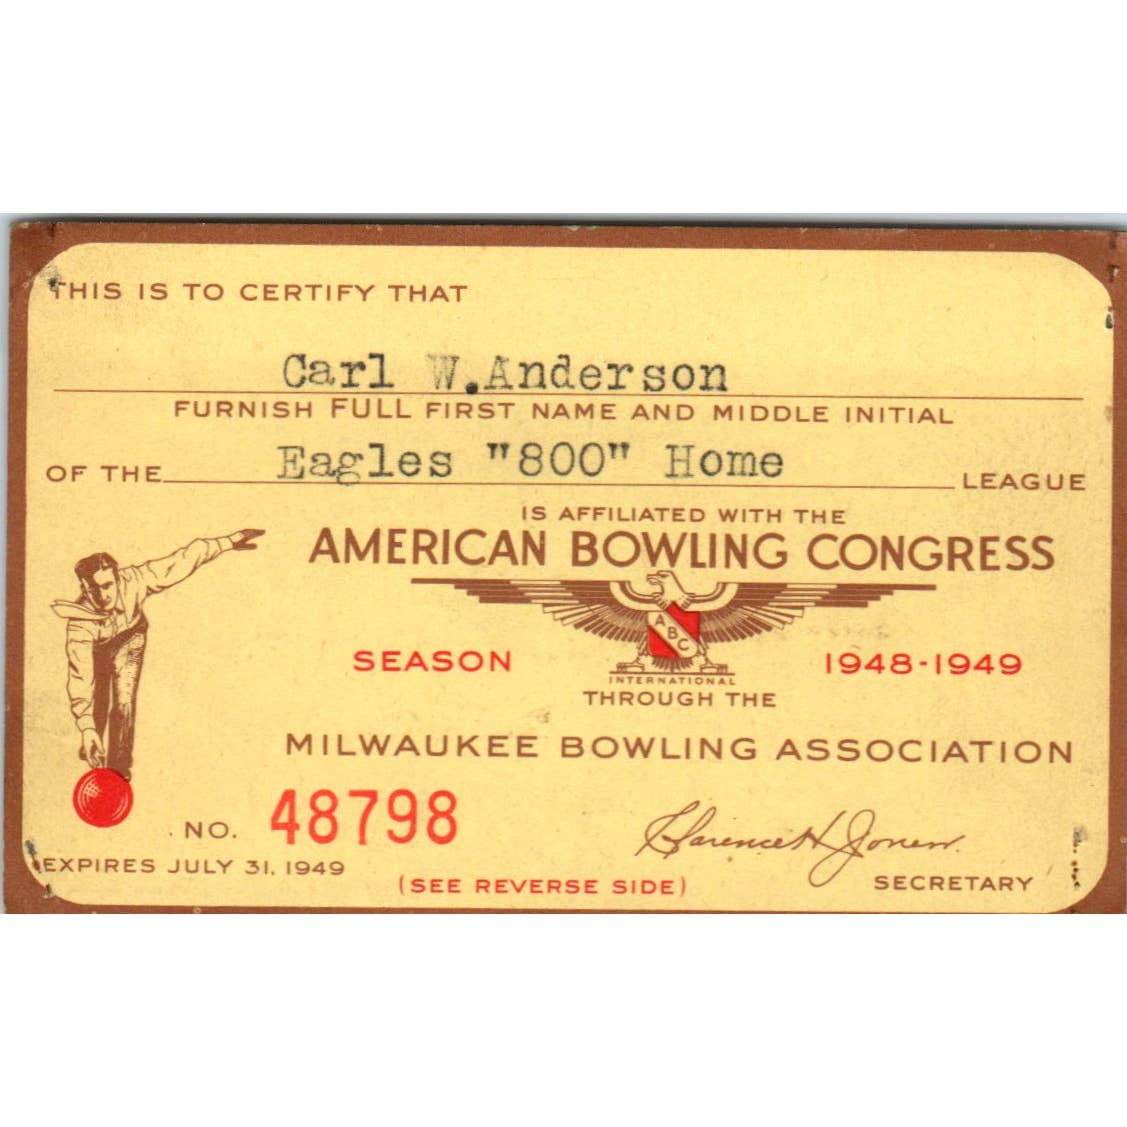 THIS IS TO CERTIFY THAT
Carl W.Anderson
FURNISH FULL FIRST NAME AND MIDDLE INITIAL
OF THE Eagles "800" Home LEAGUE
IS AFFILIATED WITH THE
AMERICAN BOWLING CONGRESS
ABC
INTERNATIONAL
SEASON 1948-1949
THROUGH THE
MILWAUKEE BOWLING ASSOCIATION
NO. 48798
Clarence H. Jonen.
EXPIRES JULY 31, 1949
(SEE REVERSE SIDE)
SECRETARY